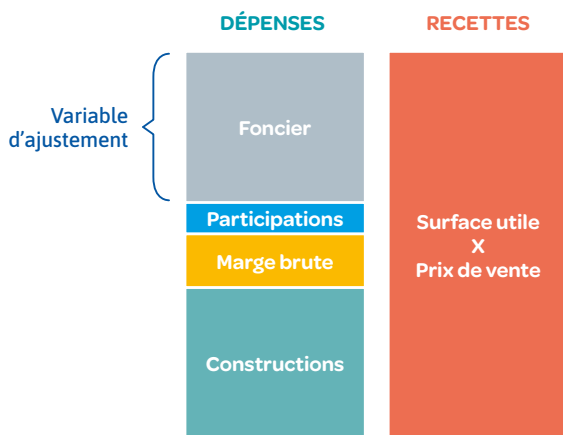 DÉPENSES
RECETTES
Variable
d'ajustement
Foncier
Participations
Marge brute
Constructions
Surface utile
X
Prix de vente